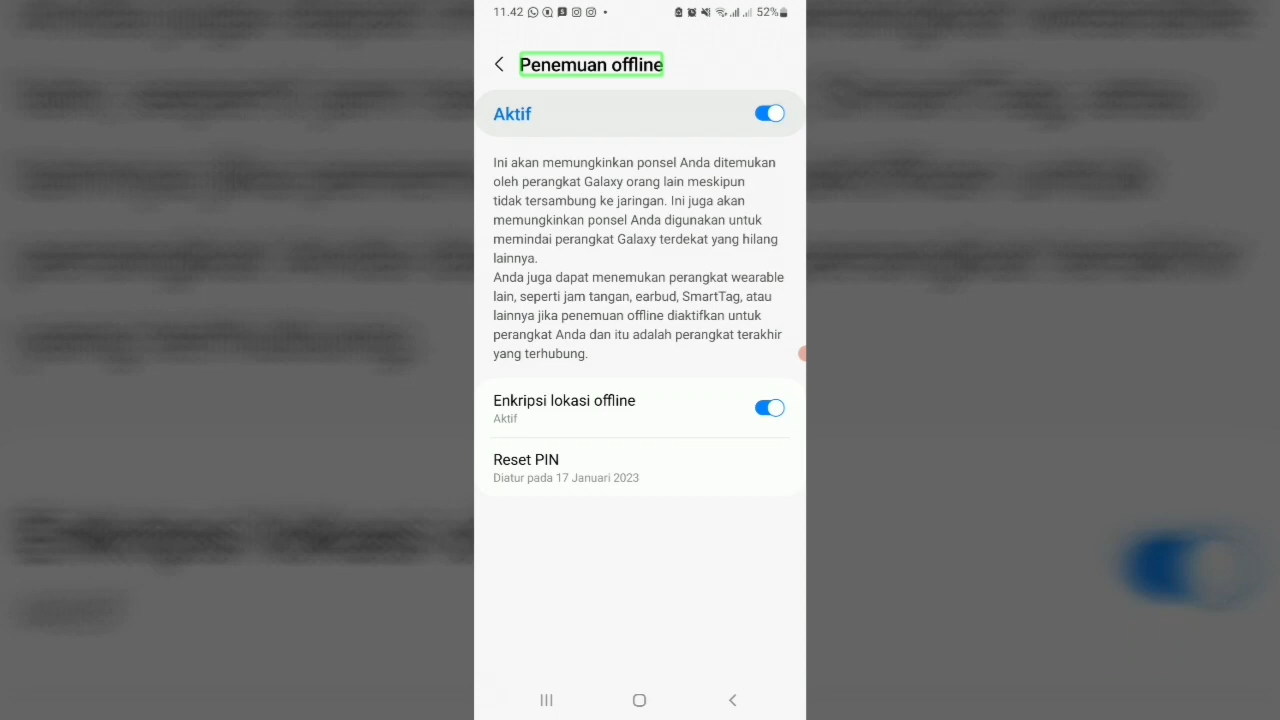 11.42
52%
Penemuan offline
Aktif
Ini akan memungkinkan ponsel Anda ditemukan
oleh perangkat Galaxy orang lain meskipun
tidak tersambung ke jaringan. Ini juga akan
memungkinkan ponsel Anda digunakan untuk
memindai perangkat Galaxy terdekat yang hilang
lainnya.
Anda juga dapat menemukan perangkat wearable
lain, seperti jam tangan, earbud, SmartTag, atau
lainnya jika penemuan offline diaktifkan untuk
perangkat Anda dan itu adalah perangkat terakhir
yang terhubung.
Enkripsi lokasi offline
Aktif
Reset PIN
Diatur pada 17 Januari 2023